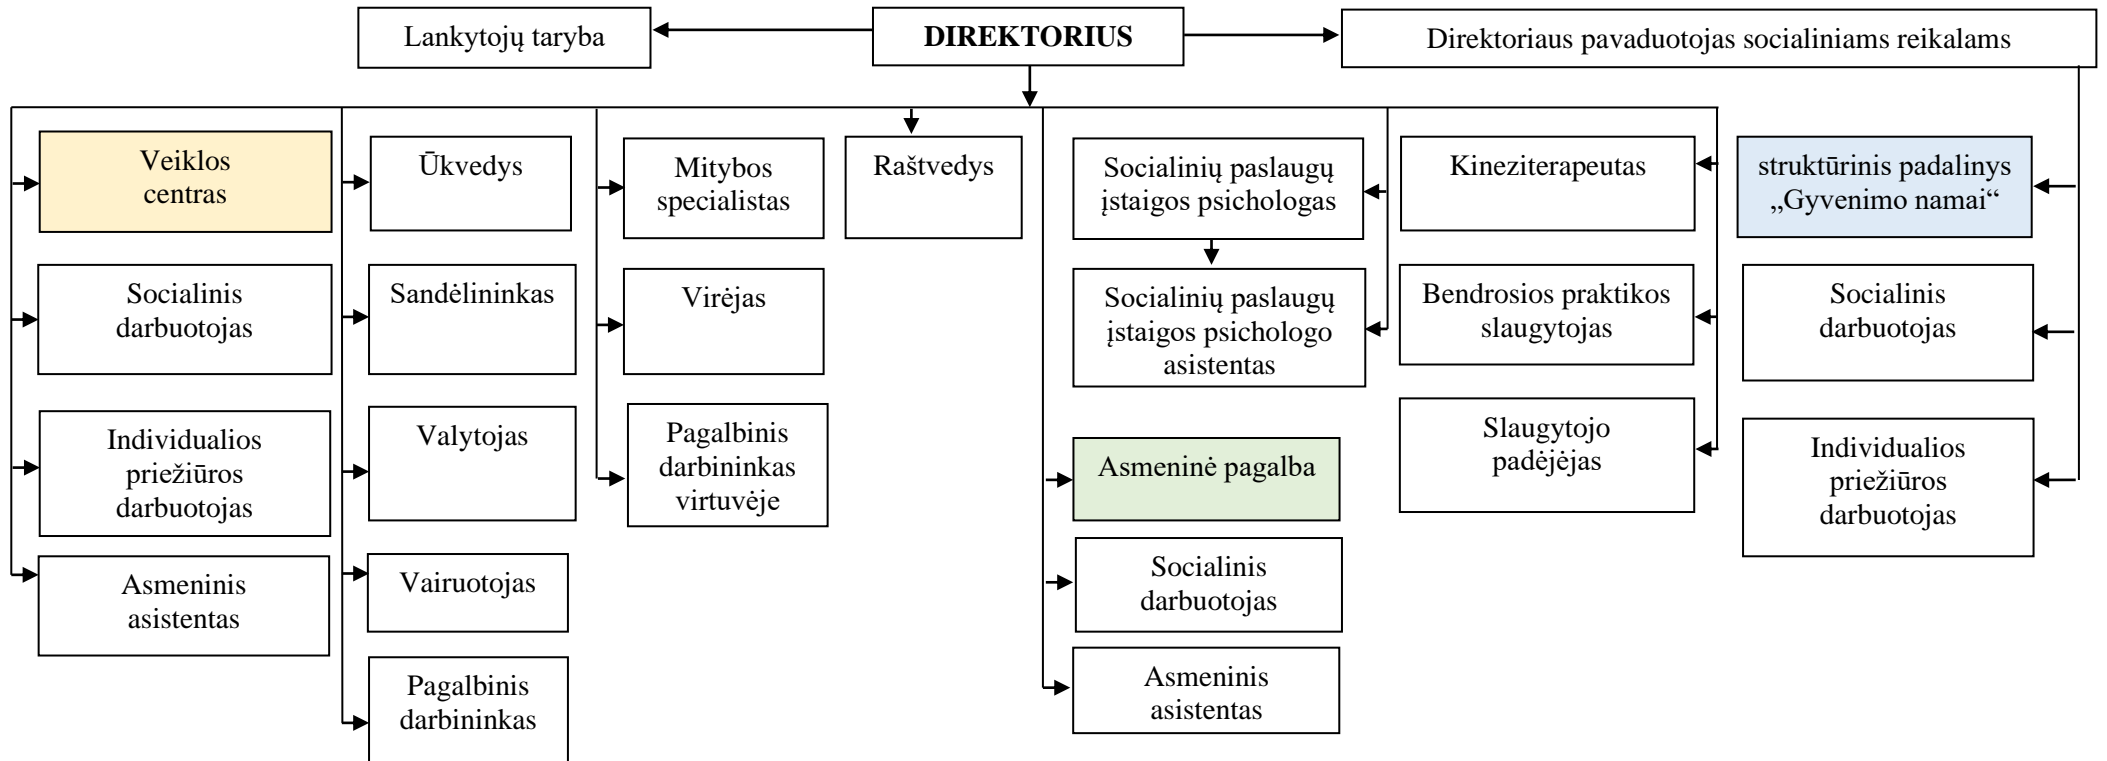 Lankytojų taryba
DIREKTORIUS
Direktoriaus pavaduotojas socialiniams reikalams
Veiklos
centras
Socialinis
darbuotojas
Individualios
priežiūros
darbuotojas
Asmeninis
asistentas
Ūkvedys
Sandėlininkas
Valytojas
Vairuotojas
Pagalbinis
darbininkas
Mitybos
specialistas
Virėjas
Pagalbinis
darbininkas
virtuvėje
Raštvedys
Socialinių paslaugų
įstaigos psichologas
Socialinių paslaugų
įstaigos psichologo
asistentas
Asmeninė pagalba
Socialinis
darbuotojas
Asmeninis
asistentas
Kineziterapeutas
Bendrosios praktikos
slaugytojas
Slaugytojo
padėjėjas
struktūrinis padalinys
„Gyvenimo namai“
Socialinis
darbuotojas
Individualios
priežiūros
darbuotojas